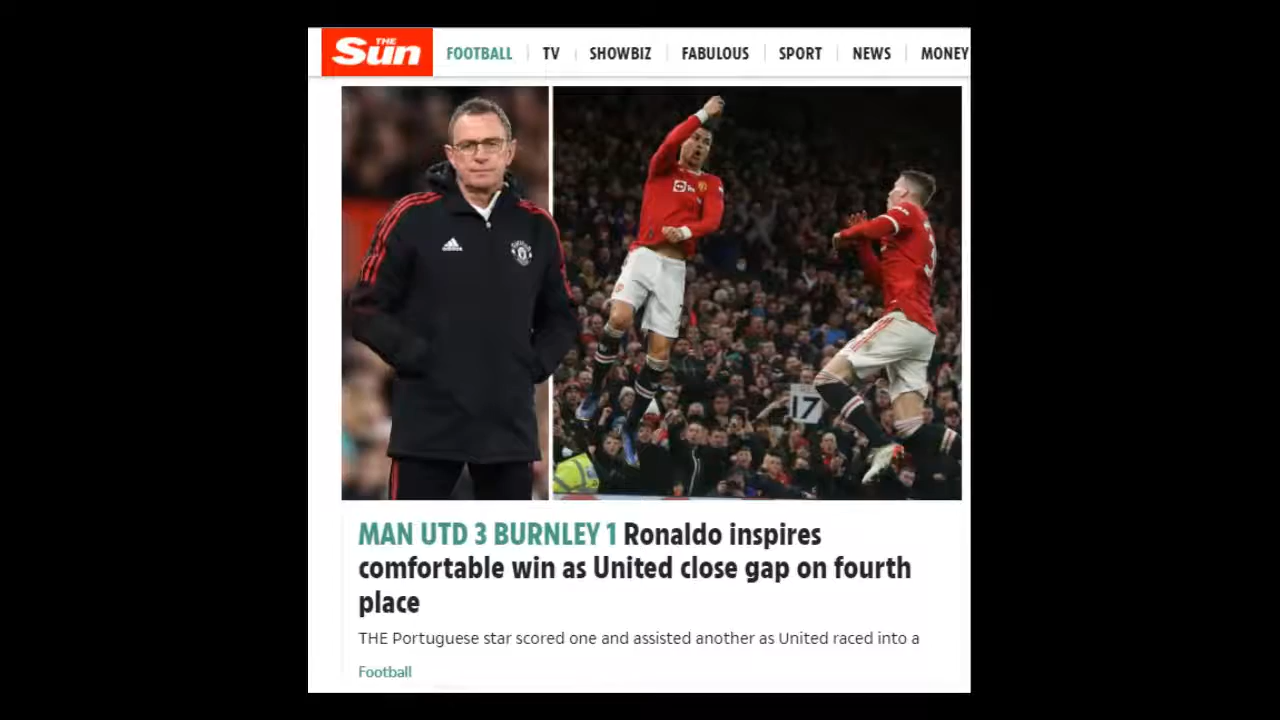 THE Sun
FOOTBALL TV SHOWBIZ FABULOUS SPORT NEWS MONEY
adidas
17
MAN UTD 3 BURNLEY 1 Ronaldo inspires
comfortable win as United close gap on fourth
place
THE Portuguese star scored one and assisted another as United raced into a
Football